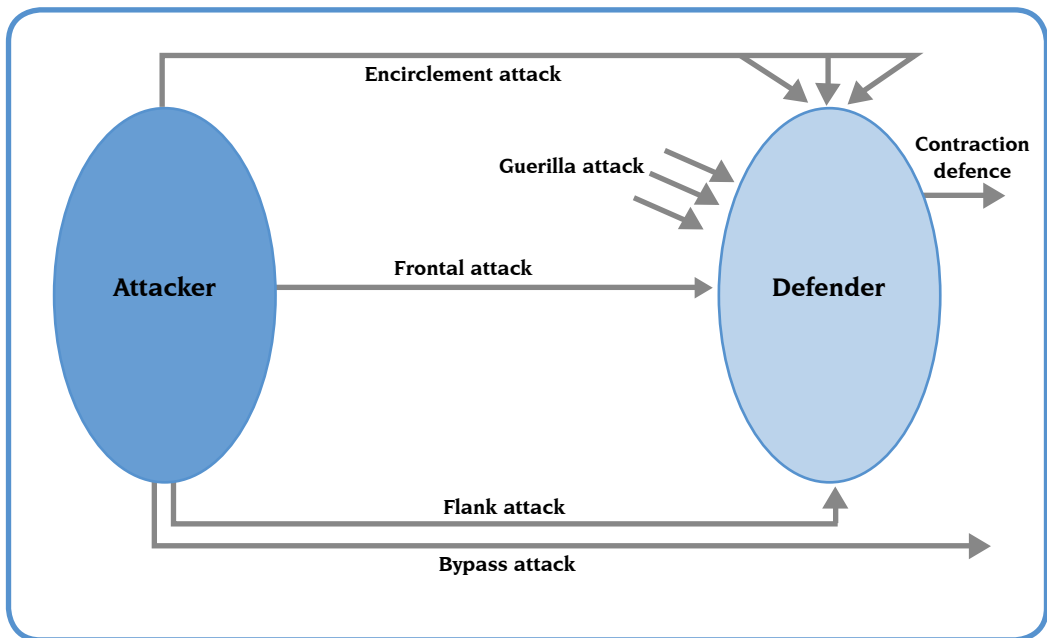 Encirclement attack
Contraction
defence
Guerilla attack
Frontal attack
Attacker
Defender
Flank attack
Bypass attack